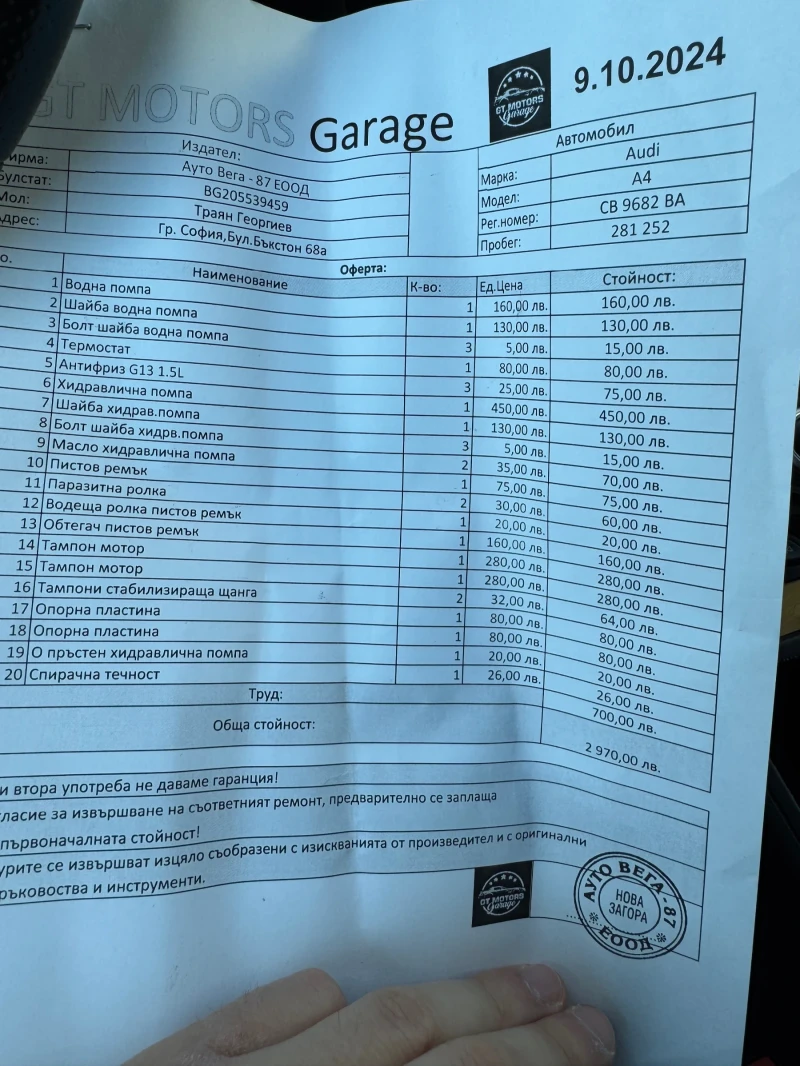 GT MOTORS Garage
GT MOTORS
Garage
9.10.2024
Издател:
ирма: Ауто Вега - 87 ЕООД
Булстат: BG205539459
Мол: Траян Георгиев
дрес: Гр. София,Бул.Бъкстон 68а
Автомобил
Марка: Audi
Модел: A4
Рег.номер: CB 9682 BA
Пробег: 281 252
Оферта:
о. Наименование К-во: Ед.Цена Стойност:
1 Водна помпа 1 160,00 лв. 160,00 лв.
2 Шайба водна помпа 1 130,00 лв. 130,00 лв.
3 Болт шайба водна помпа 3 5,00 лв. 15,00 лв.
4 Термостат 1 80,00 лв. 80,00 лв.
5 Антифриз G13 1.5L 3 25,00 лв. 75,00 лв.
6 Хидравлична помпа 1 450,00 лв. 450,00 лв.
7 Шайба хидрав.помпа 1 130,00 лв. 130,00 лв.
8 Болт шайба хидрв.помпа 3 5,00 лв. 15,00 лв.
9 Масло хидравлична помпа 2 35,00 лв. 70,00 лв.
10 Пистов ремък 1 75,00 лв. 75,00 лв.
11 Паразитна ролка 2 30,00 лв. 60,00 лв.
12 Водеща ролка пистов ремък 1 20,00 лв. 20,00 лв.
13 Обтегач пистов ремък 1 160,00 лв. 160,00 лв.
14 Тампон мотор 1 280,00 лв. 280,00 лв.
15 Тампон мотор 1 280,00 лв. 280,00 лв.
16 Тампони стабилизираща щанга 2 32,00 лв. 64,00 лв.
17 Опорна пластина 1 80,00 лв. 80,00 лв.
18 Опорна пластина 1 80,00 лв. 80,00 лв.
19 О пръстен хидравлична помпа 1 20,00 лв. 20,00 лв.
20 Спирачна течност 1 26,00 лв. 26,00 лв.
Труд: 700,00 лв.
Обща стойност: 2 970,00 лв.
и втора употреба не даваме гаранция!
гласие за извършване на съответният ремонт, предварително се заплаща
първоначалната стойност!
урите се извършват изцяло съобразени с изискванията от производител и с оригинални
ръковоства и инструменти.
GT MOTORS
Garage
АУТО ВЕГА - 87
НОВА
ЗАГОРА
ЕООД